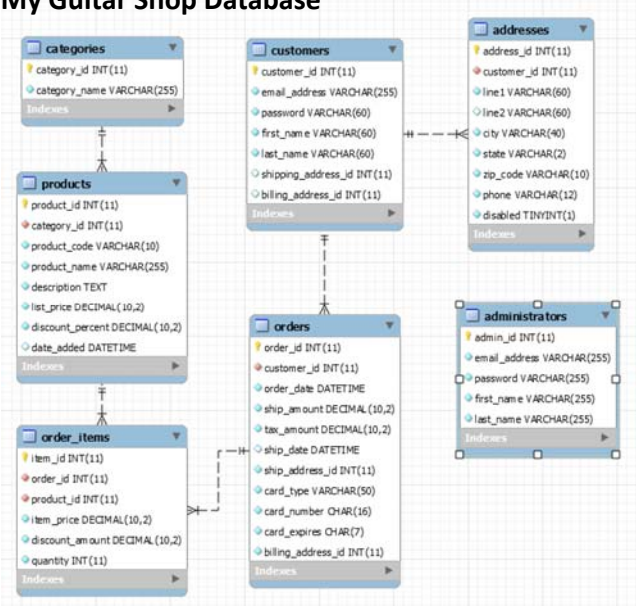 My Guitar Shop Database
categories
category_id INT(11)
category_name VARCHAR(255)
Indexes
products
product_id INT(11)
category_id INT(11)
product_code VARCHAR(10)
product_name VARCHAR(255)
description TEXT
list_price DECIMAL(10,2)
discount_percent DECIMAL(10,2)
date_added DATETIME
Indexes
order_items
item_id INT(11)
order_id INT(11)
product_id INT(11)
item_price DECIMAL(10,2)
discount_amount DECIMAL(10,2)
quantity INT(11)
Indexes
customers
customer_id INT(11)
email_address VARCHAR(255)
password VARCHAR(60)
first_name VARCHAR(60)
last_name VARCHAR(60)
shipping_address_id INT(11)
billing_address_id INT(11)
Indexes
orders
order_id INT(11)
customer_id INT(11)
order_date DATETIME
ship_amount DECIMAL(10,2)
tax_amount DECIMAL(10,2)
ship_date DATETIME
ship_address_id INT(11)
card_type VARCHAR(50)
card_number CHAR(16)
card_expires CHAR(7)
billing_address_id INT(11)
Indexes
addresses
address_id INT(11)
customer_id INT(11)
line1 VARCHAR(60)
line2 VARCHAR(60)
city VARCHAR(40)
state VARCHAR(2)
zip_code VARCHAR(10)
phone VARCHAR(12)
disabled TINYINT(1)
Indexes
administrators
admin_id INT(11)
email_address VARCHAR(255)
password VARCHAR(255)
first_name VARCHAR(255)
last_name VARCHAR(255)
Indexes